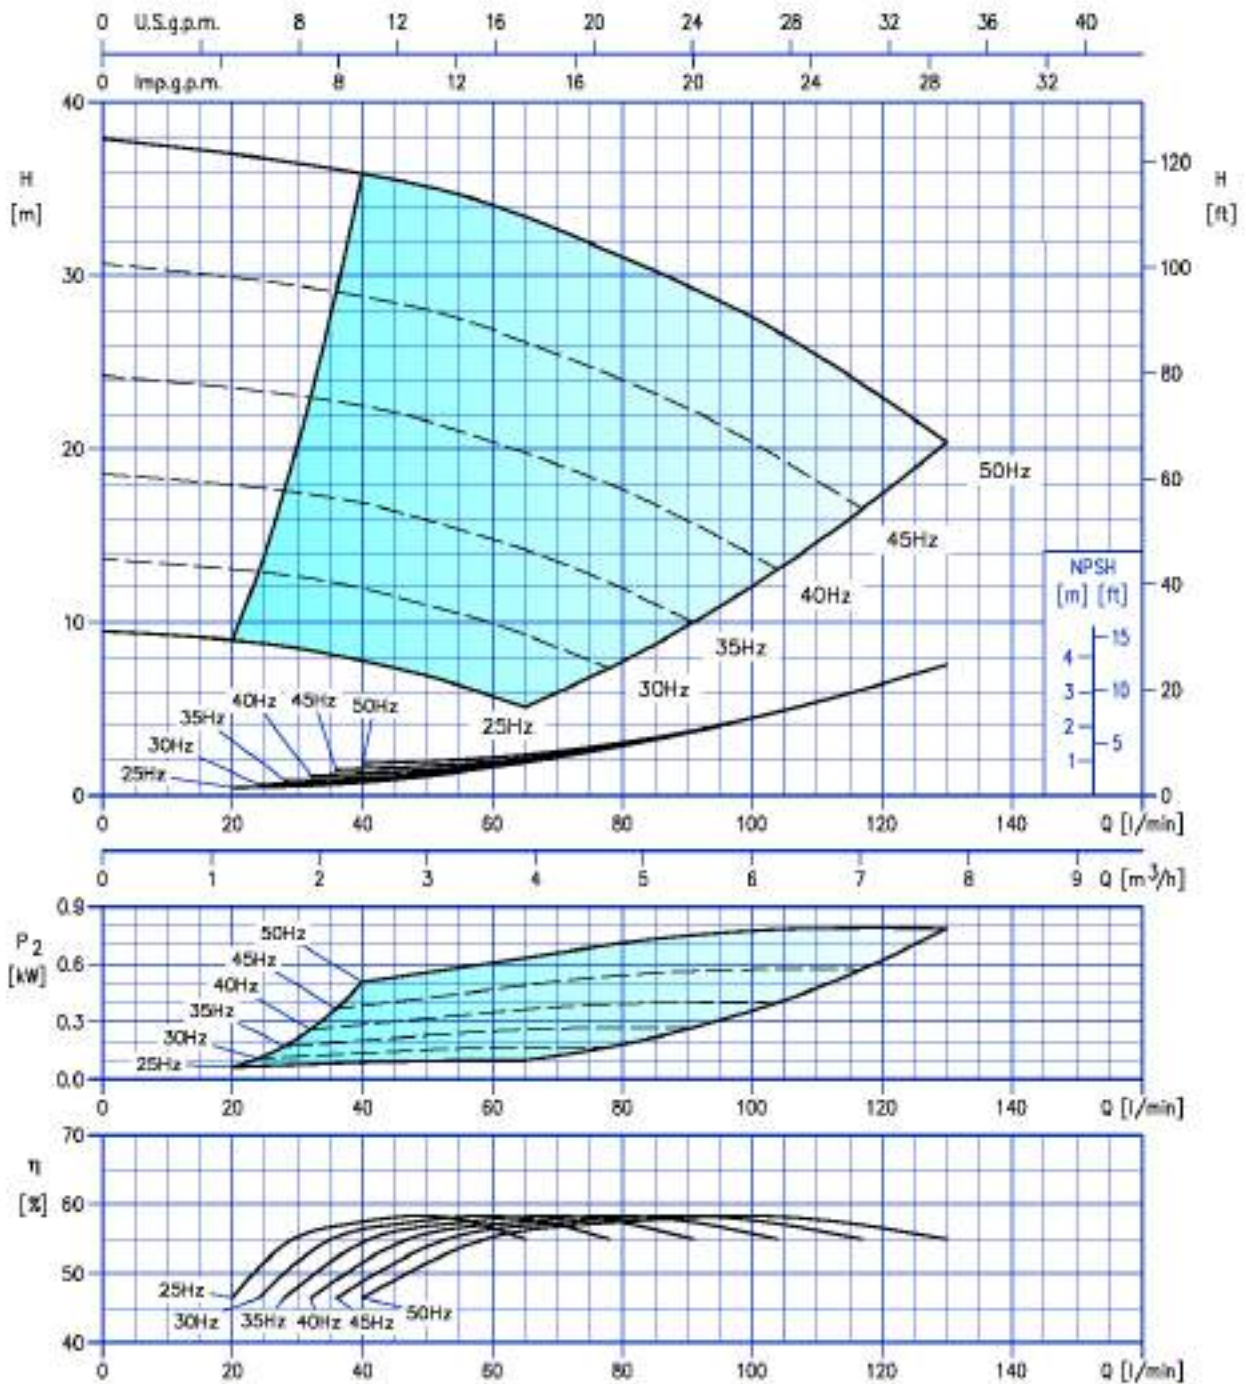 0 U.S.g.p.m. 8 12 16 20 24 28 32 36 40
0 Imp.g.p.m. 8 12 16 20 24 28 32
40
H
[m]
30
20
10
0
120
H
[ft]
100
80
60
40
20
0
50Hz
45Hz
40Hz
35Hz
30Hz
25Hz
NPSH
[m] [ft]
4
3
2
1
15
10
5
50Hz
45Hz
40Hz
35Hz
30Hz
25Hz
0 20 40 60 80 100 120 140 Q [l/min]
0 1 2 3 4 5 6 7 8 9 Q [m³/h]
0.9
P2
[kW]
0.6
0.3
0.0
50Hz
45Hz
40Hz
35Hz
30Hz
25Hz
0 20 40 60 80 100 120 140 Q [l/min]
70
η
[%]
60
50
40
25Hz
30Hz 35Hz 40Hz 45Hz 50Hz
0 20 40 60 80 100 120 140 Q [l/min]